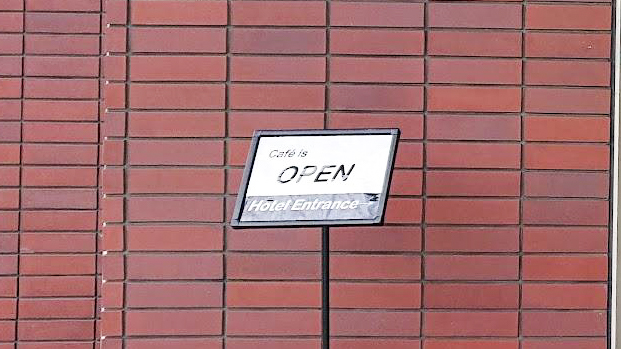 Café is
OPEN
Hotel Entrance